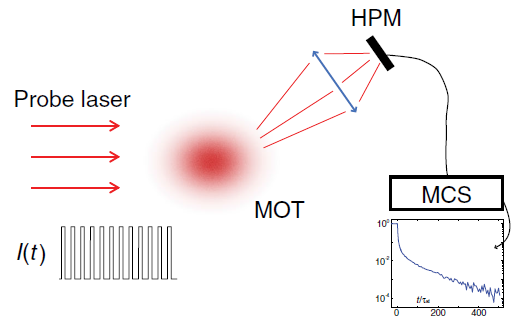 HPM
Probe laser
MOT
MCS
I(t)
10⁰
10⁻²
10⁻⁴
t/τat
0 200 400